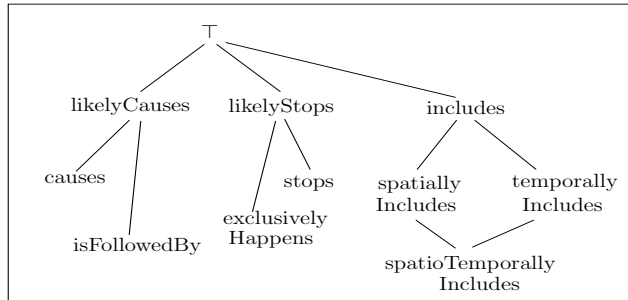 ⊤
likelyCauses likelyStops includes
causes stops spatially temporally
Includes Includes
exclusively
Happens
isFollowedBy
spatioTemporally
Includes